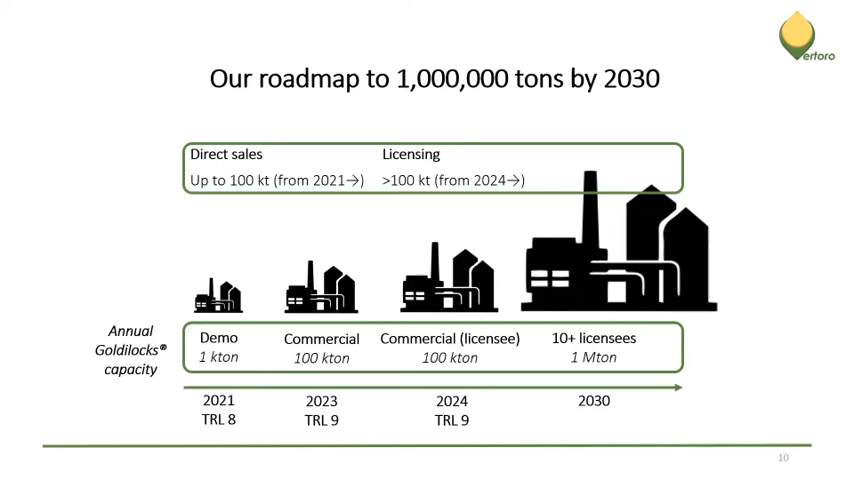 ertoro
Our roadmap to 1,000,000 tons by 2030
Direct sales
Up to 100 kt (from 2021→)
Licensing
>100 kt (from 2024→)
Annual
Goldilocks®
capacity
Demo
1 kton
Commercial
100 kton
Commercial (licensee)
100 kton
10+ licensees
1 Mton
2021
TRL 8
2023
TRL 9
2024
TRL 9
2030
10